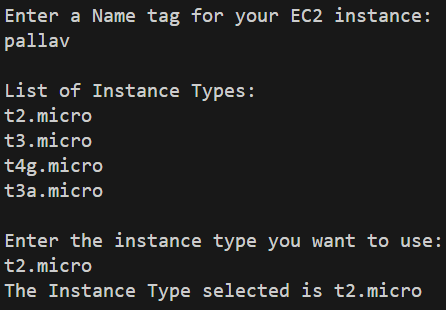 Enter a Name tag for your EC2 instance:
pallav
List of Instance Types:
t2.micro
t3.micro
t4g.micro
t3a.micro
Enter the instance type you want to use:
t2.micro
The Instance Type selected is t2.micro